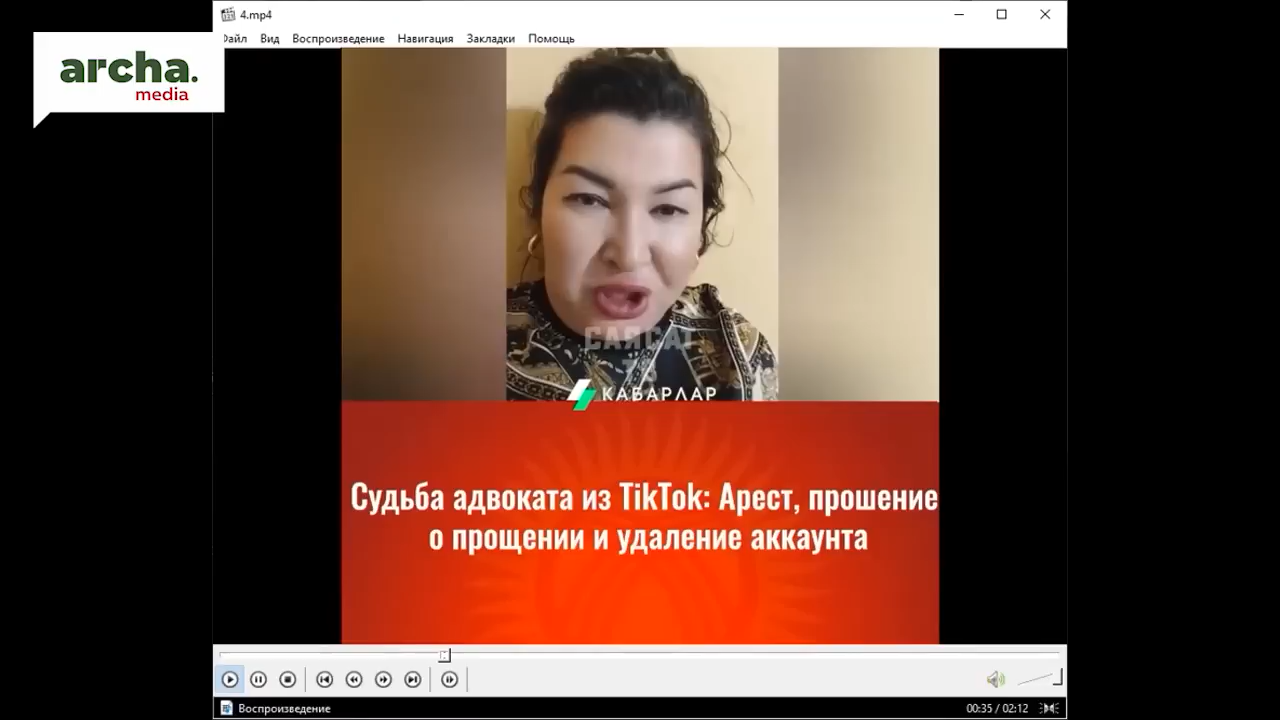 4.mp4
Файл Вид Воспроизведение Навигация Закладки Помощь
archa.
media
САЯСАТ
КАБАРЛАР
Судьба адвоката из TikTok: Арест, прошение
о прощении и удаление аккаунта
Воспроизведение
00:35 / 02:12